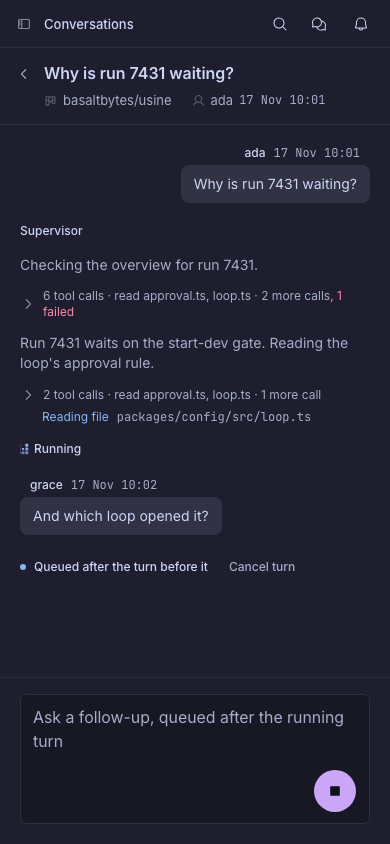 Conversations
Why is run 7431 waiting?
basaltbytes/usine ada 17 Nov 10:01
ada 17 Nov 10:01
Why is run 7431 waiting?
Supervisor
Checking the overview for run 7431.
6 tool calls · read approval.ts, loop.ts · 2 more calls, 1
failed
Run 7431 waits on the start-dev gate. Reading the
loop's approval rule.
2 tool calls · read approval.ts, loop.ts · 1 more call
Reading file packages/config/src/loop.ts
Running
grace 17 Nov 10:02
And which loop opened it?
Queued after the turn before it Cancel turn
Ask a follow-up, queued after the running
turn